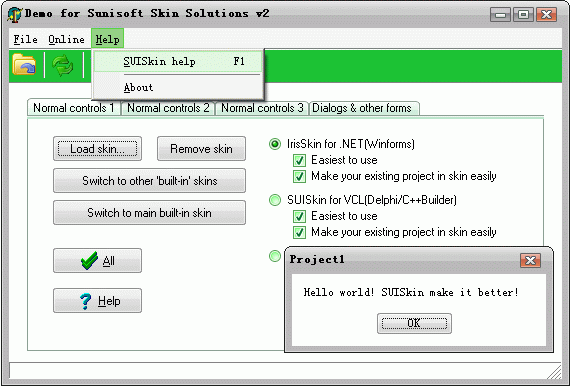 Demo for Sunisoft Skin Solutions v2
File Online Help
SUISkin help F1
About
Normal controls 1 Normal controls 2 Normal controls 3 Dialogs & other forms
Load skin... Remove skin
Switch to other 'built-in' skins
Switch to main built-in skin
All
Help
IrisSkin for .NET(Winforms)
Easiest to use
Make your existing project in skin easily
SUISkin for VCL(Delphi/C++Builder)
Easiest to use
Make your existing project in skin easily
Project1
Hello world! SUISkin make it better!
OK